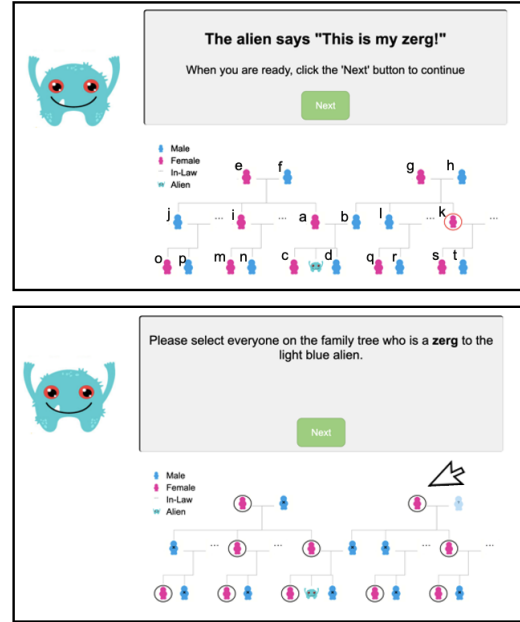 The alien says "This is my zerg!"
When you are ready, click the 'Next' button to continue
Next
Male
Female
In-Law
Alien
e f g h
j ... i ... a b l ... k ...
o p m n c d q r s t
Please select everyone on the family tree who is a zerg to the
light blue alien.
Next
Male
Female
In-Law
Alien
... ... ... ...